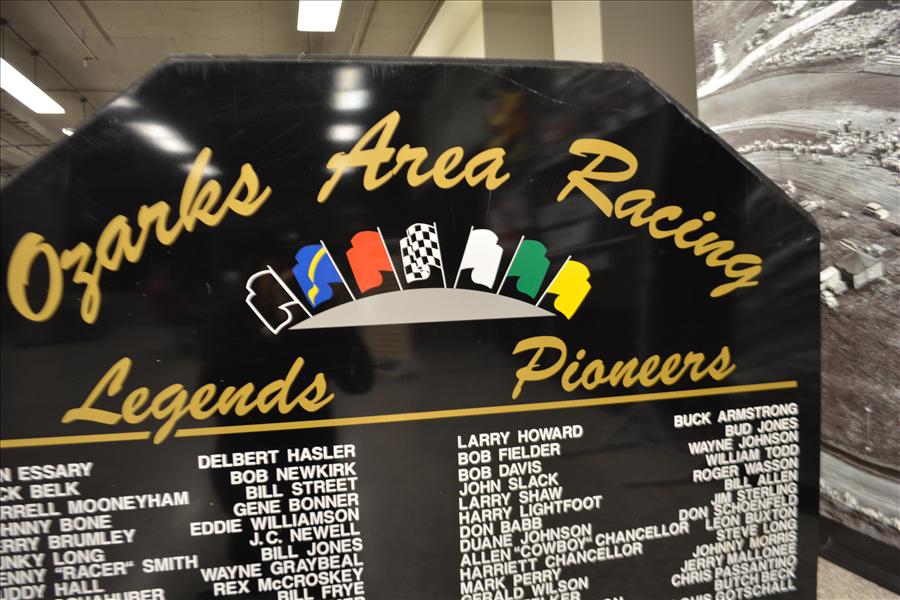 Ozarks Area Racing
Legends Pioneers
ESSARY
BELK
MOONEYHAM
BONE
BRUMLEY
LONG
"RACER" SMITH
HALL
DELBERT HASLER
BOB NEWKIRK
BILL STREET
GENE BONNER
EDDIE WILLIAMSON
J.C. NEWELL
BILL JONES
WAYNE GRAYBEAL
REX McCROSKEY
BILL FRYE
LARRY HOWARD
BOB FIELDER
BOB DAVIS
JOHN SLACK
LARRY SHAW
HARRY LIGHTFOOT
DON BABB
DUANE JOHNSON
ALLEN "COWBOY" CHANCELLOR
HARRIETT CHANCELLOR
MARK PERRY
GERALD WILSON
BUCK ARMSTRONG
BUD JONES
WAYNE JOHNSON
WILLIAM TODD
ROGER WASSON
BILL ALLEN
JIM STERLING
DON SCHOENFELD
LEON BUXTON
STEVE LONG
JOHNNY MORRIS
JERRY MALLONEE
CHRIS PASSANTINO
BUTCH BECK
GOTSCHALL